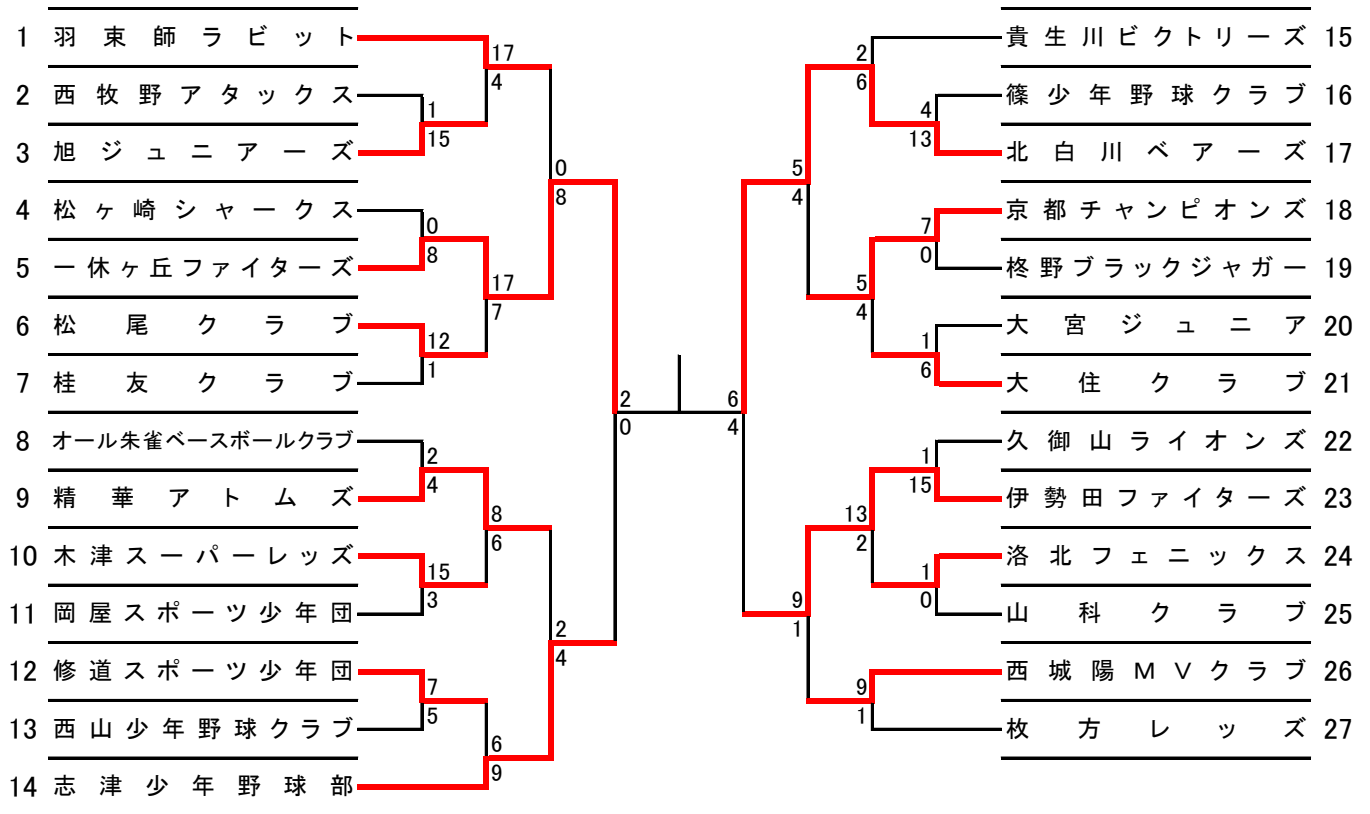 1 羽束師ラビット
2 西牧野アタックス
3 旭ジュニアーズ
4 松ヶ崎シャークス
5 一休ヶ丘ファイターズ
6 松尾クラブ
7 桂友クラブ
8 オール朱雀ベースボールクラブ
9 精華アトムズ
10 木津スーパーレッズ
11 岡屋スポーツ少年団
12 修道スポーツ少年団
13 西山少年野球クラブ
14 志津少年野球部
17
4
1
15
0
8
0
8
17
7
12
1
2
0
2
4
8
6
15
3
2
4
7
5
6
9
2
6
4
13
5
4
7
0
5
4
1
6
6
4
1
15
13
2
1
0
9
1
9
1
貴生川ビクトリーズ 15
篠少年野球クラブ 16
北白川ベアーズ 17
京都チャンピオンズ 18
柊野ブラックジャガー 19
大宮ジュニア 20
大住クラブ 21
久御山ライオンズ 22
伊勢田ファイターズ 23
洛北フェニックス 24
山科クラブ 25
西城陽MVクラブ 26
枚方レッズ 27